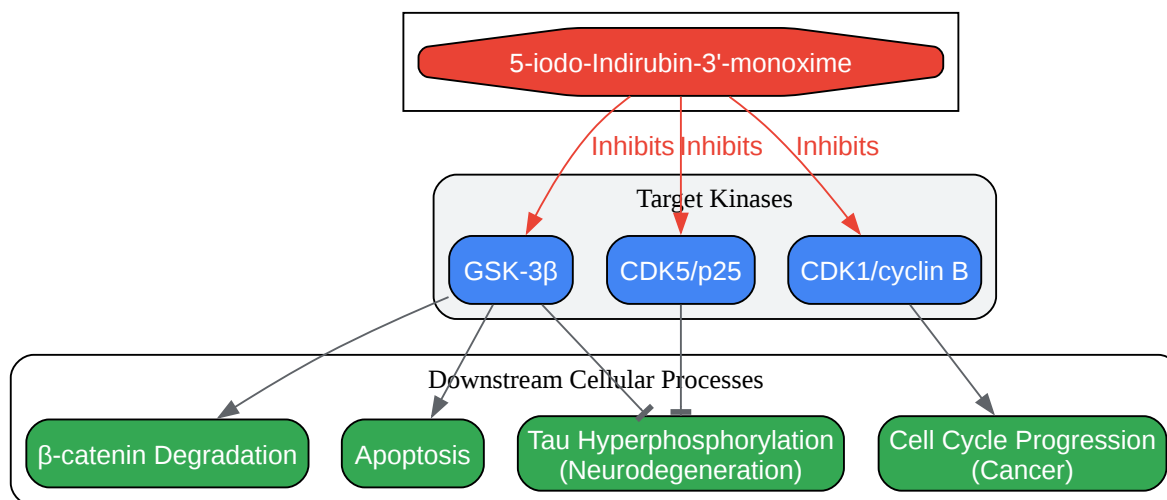 5-iodo-Indirubin-3'-monoxime
Inhibits Inhibits Inhibits
Target Kinases
GSK-3β CDK5/p25 CDK1/cyclin B
Downstream Cellular Processes
β-catenin Degradation
Apoptosis
Tau Hyperphosphorylation
(Neurodegeneration)
Cell Cycle Progression
(Cancer)